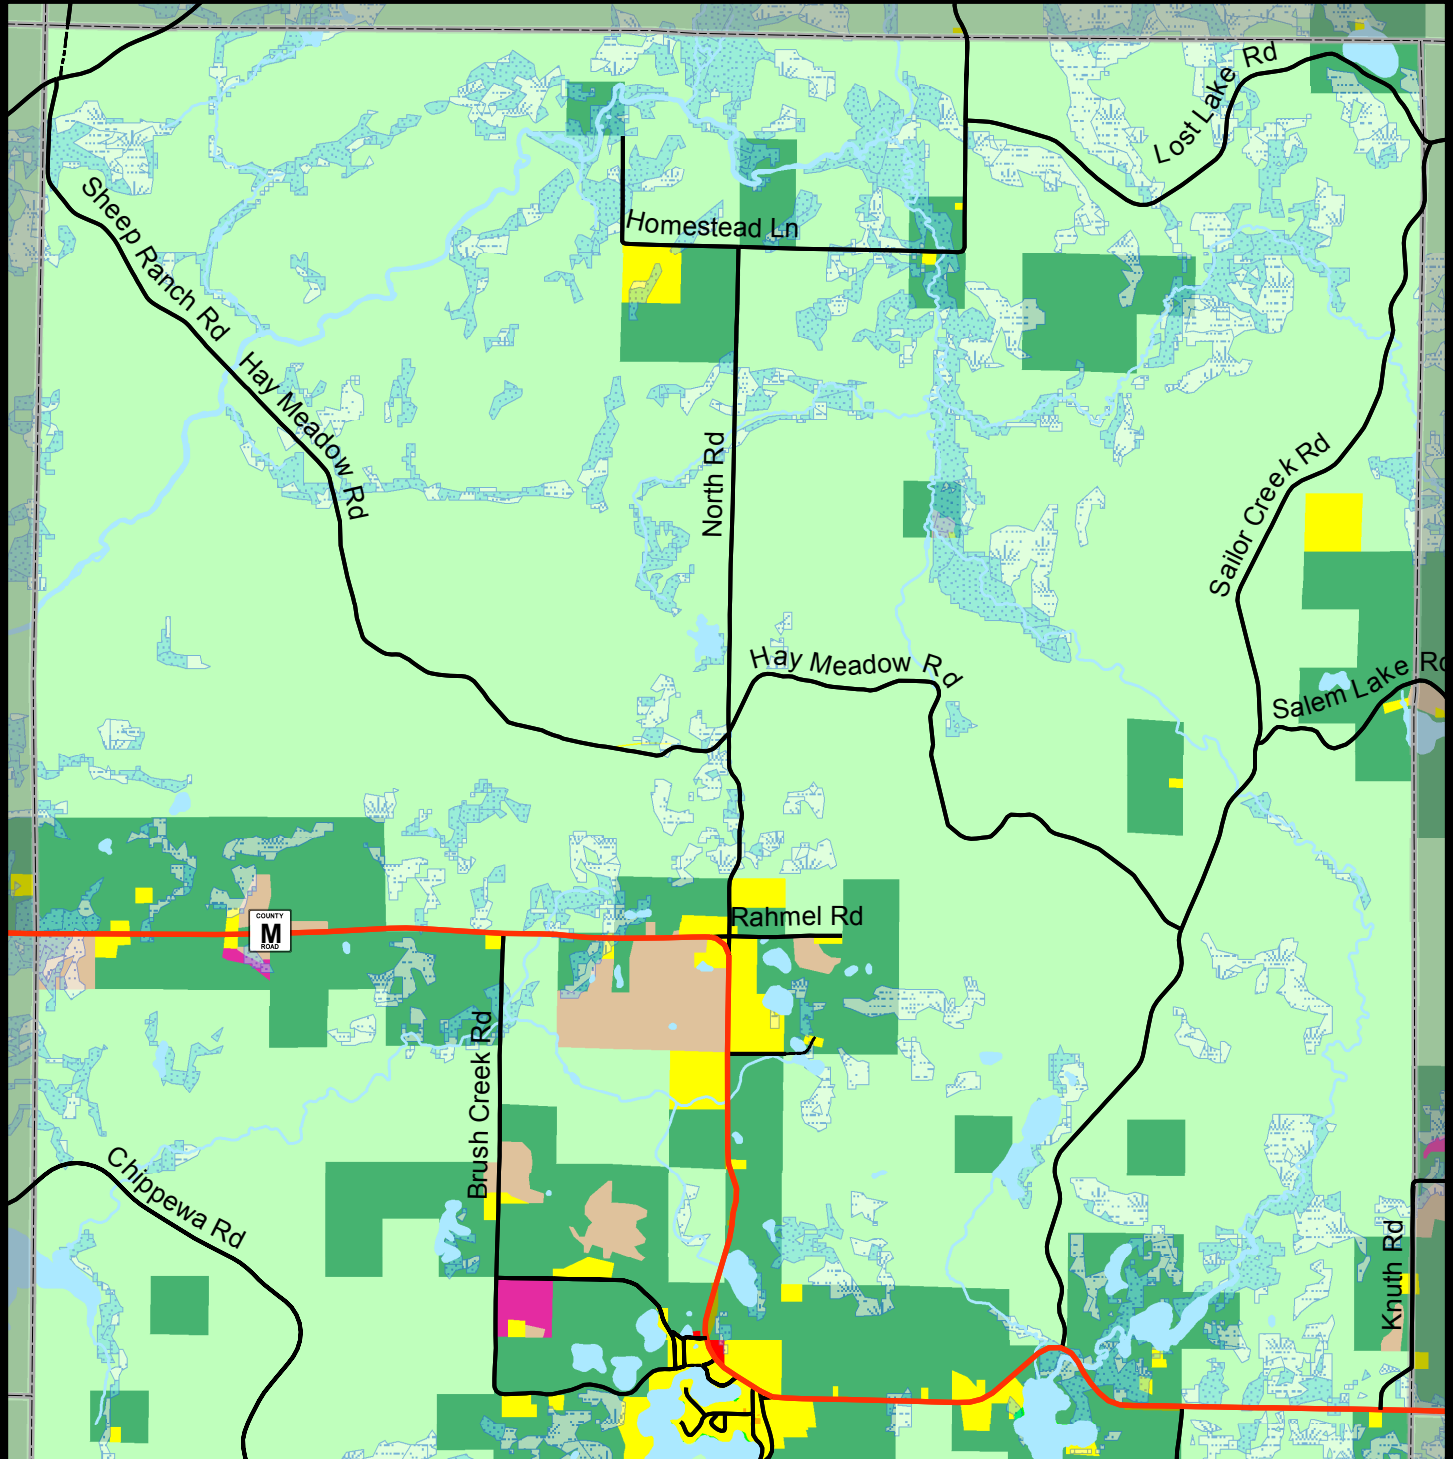 Lost Lake Rd
Sheep Ranch Rd
Homestead Ln
Hay Meadow Rd
North Rd
Sailor Creek Rd
Hay Meadow Rd
Salem Lake Rd
COUNTY
M
ROAD
Rahmel Rd
Brush Creek Rd
Chippewa Rd
Knuth Rd